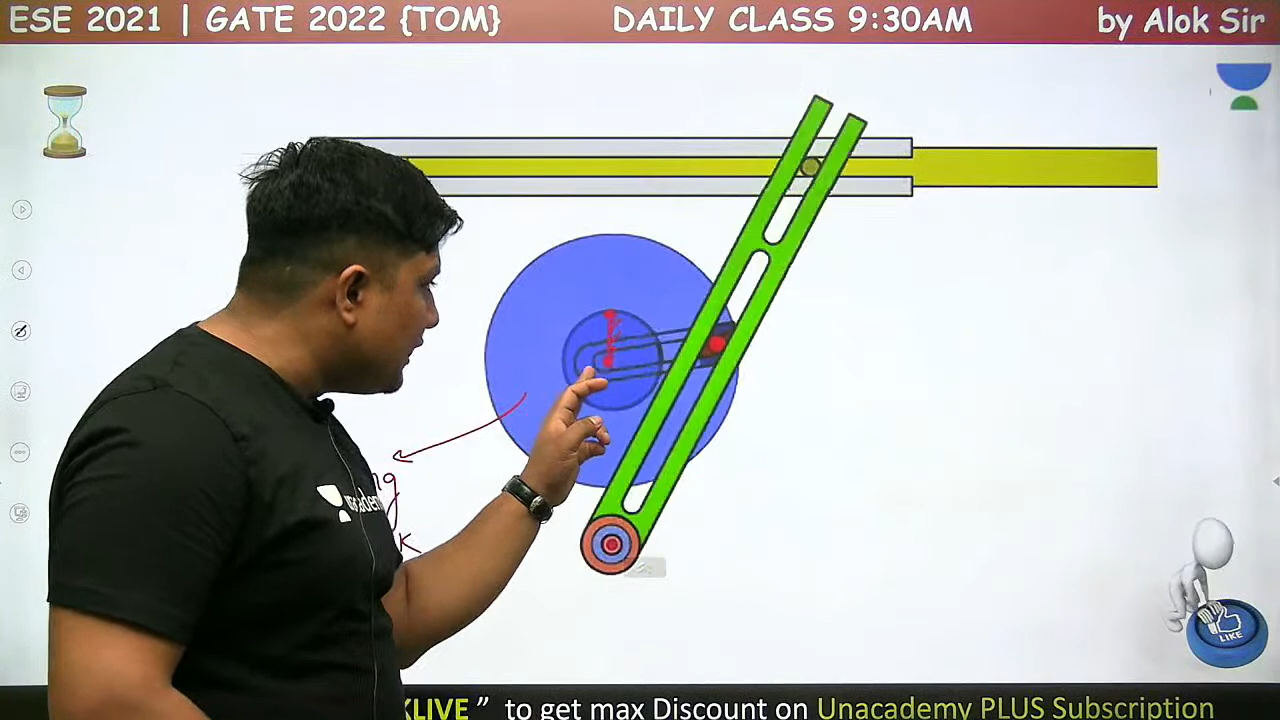 ESE 2021 | GATE 2022 {TOM} DAILY CLASS 9:30AM by Alok Sir
LIKE
KLIVE ” to get max Discount on Unacademy PLUS Subscription